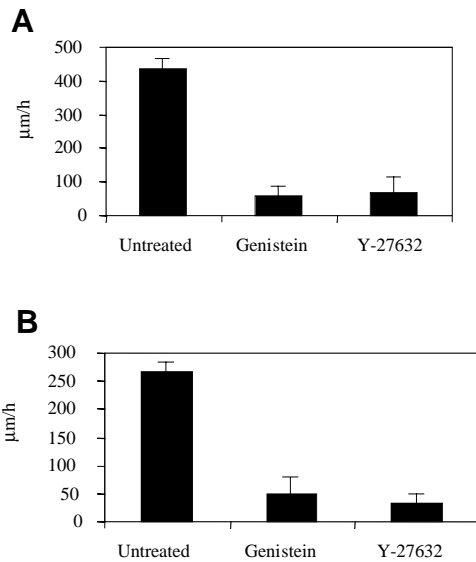 A
500
400
300
200
100
0
μm/h
Untreated Genistein Y-27632
B
300
250
200
150
100
50
0
μm/h
Untreated Genistein Y-27632